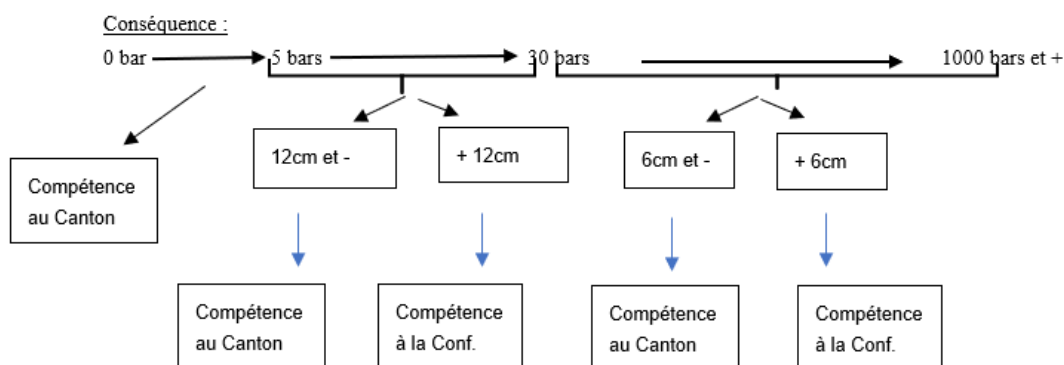 Conséquence :
0 bar 5 bars 30 bars 1000 bars et +
12cm et - + 12cm 6cm et - + 6cm
Compétence
au Canton
Compétence
au Canton
Compétence
à la Conf.
Compétence
au Canton
Compétence
à la Conf.